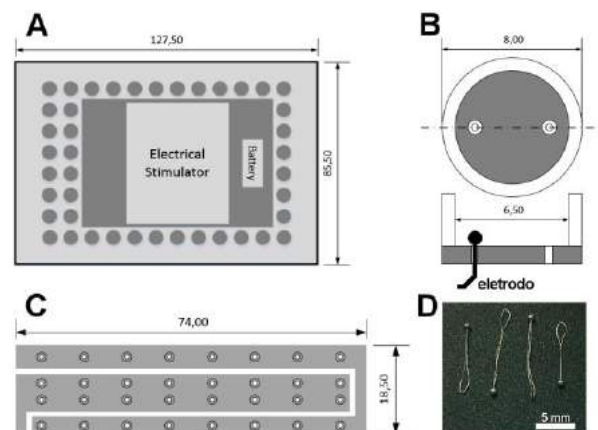 A
127,50
Electrical
Stimulator
Battery
85,50
B
8,00
6,50
eletrodo
C
74,00
18,50
D
5 mm